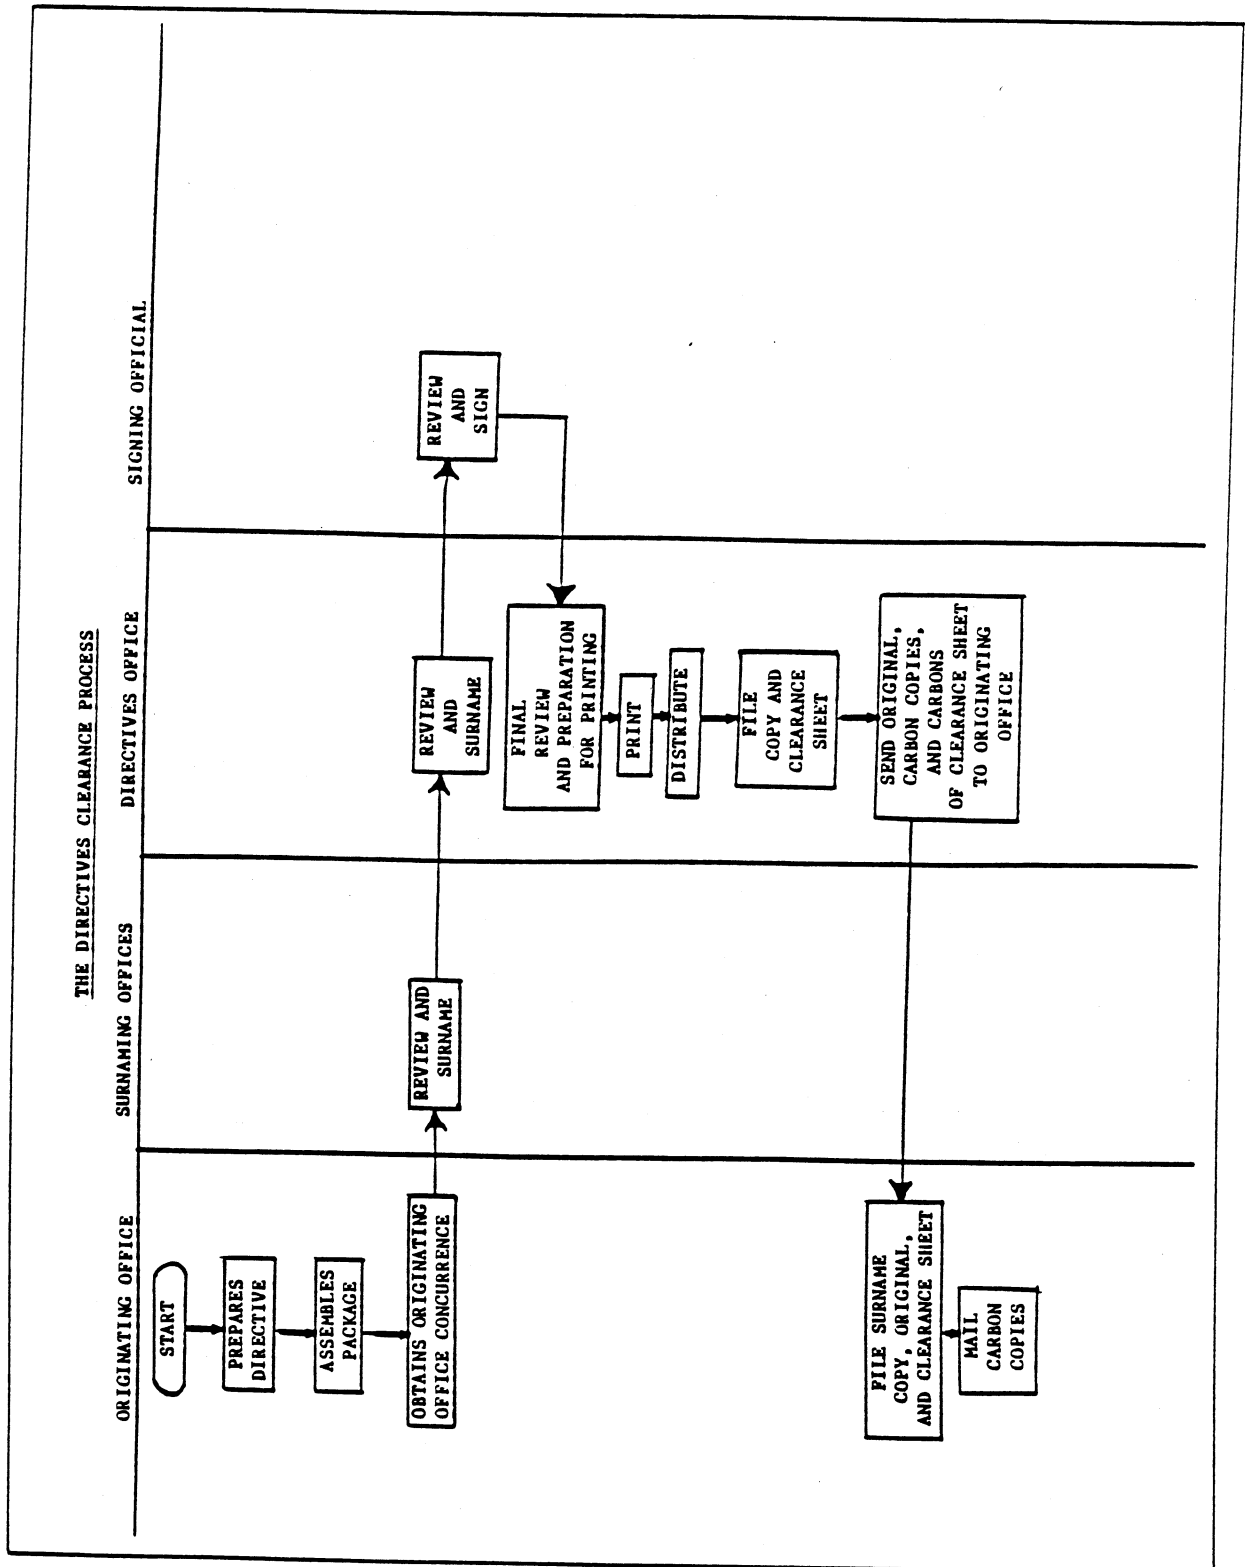 THE DIRECTIVES CLEARANCE PROCESS
ORIGINATING OFFICE
SURNAMING OFFICES
DIRECTIVES OFFICE
SIGNING OFFICIAL
START
PREPARES
DIRECTIVE
ASSEMBLES
PACKAGE
OBTAINS ORIGINATING
OFFICE CONCURRENCE
REVIEW AND
SURNAME
REVIEW
AND
SURNAME
REVIEW
AND
SIGN
FINAL
REVIEW
AND PREPARATION
FOR PRINTING
PRINT
DISTRIBUTE
FILE
COPY AND
CLEARANCE
SHEET
SEND ORIGINAL,
CARBON COPIES,
AND CARBONS
OF CLEARANCE SHEET
TO ORIGINATING
OFFICE
FILE SURNAME
COPY, ORIGINAL,
AND CLEARANCE SHEET
MAIL
CARBON
COPIES